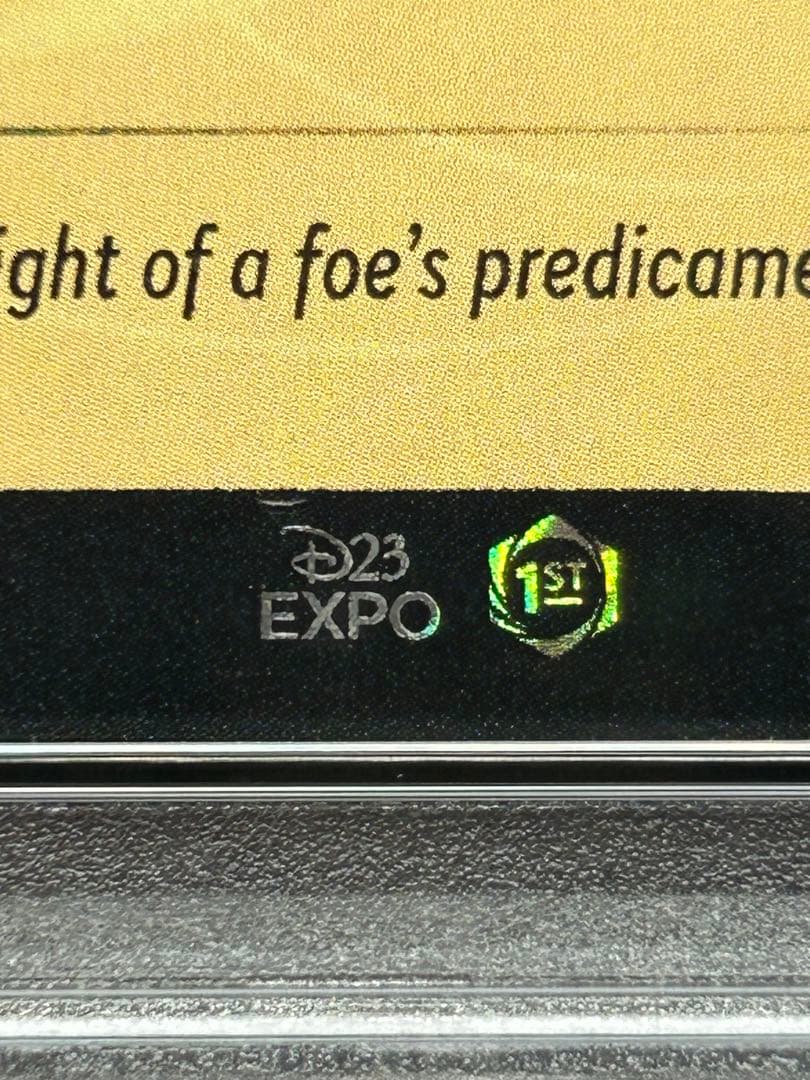 ight of a foe's predicame
D23
EXPO
1ST